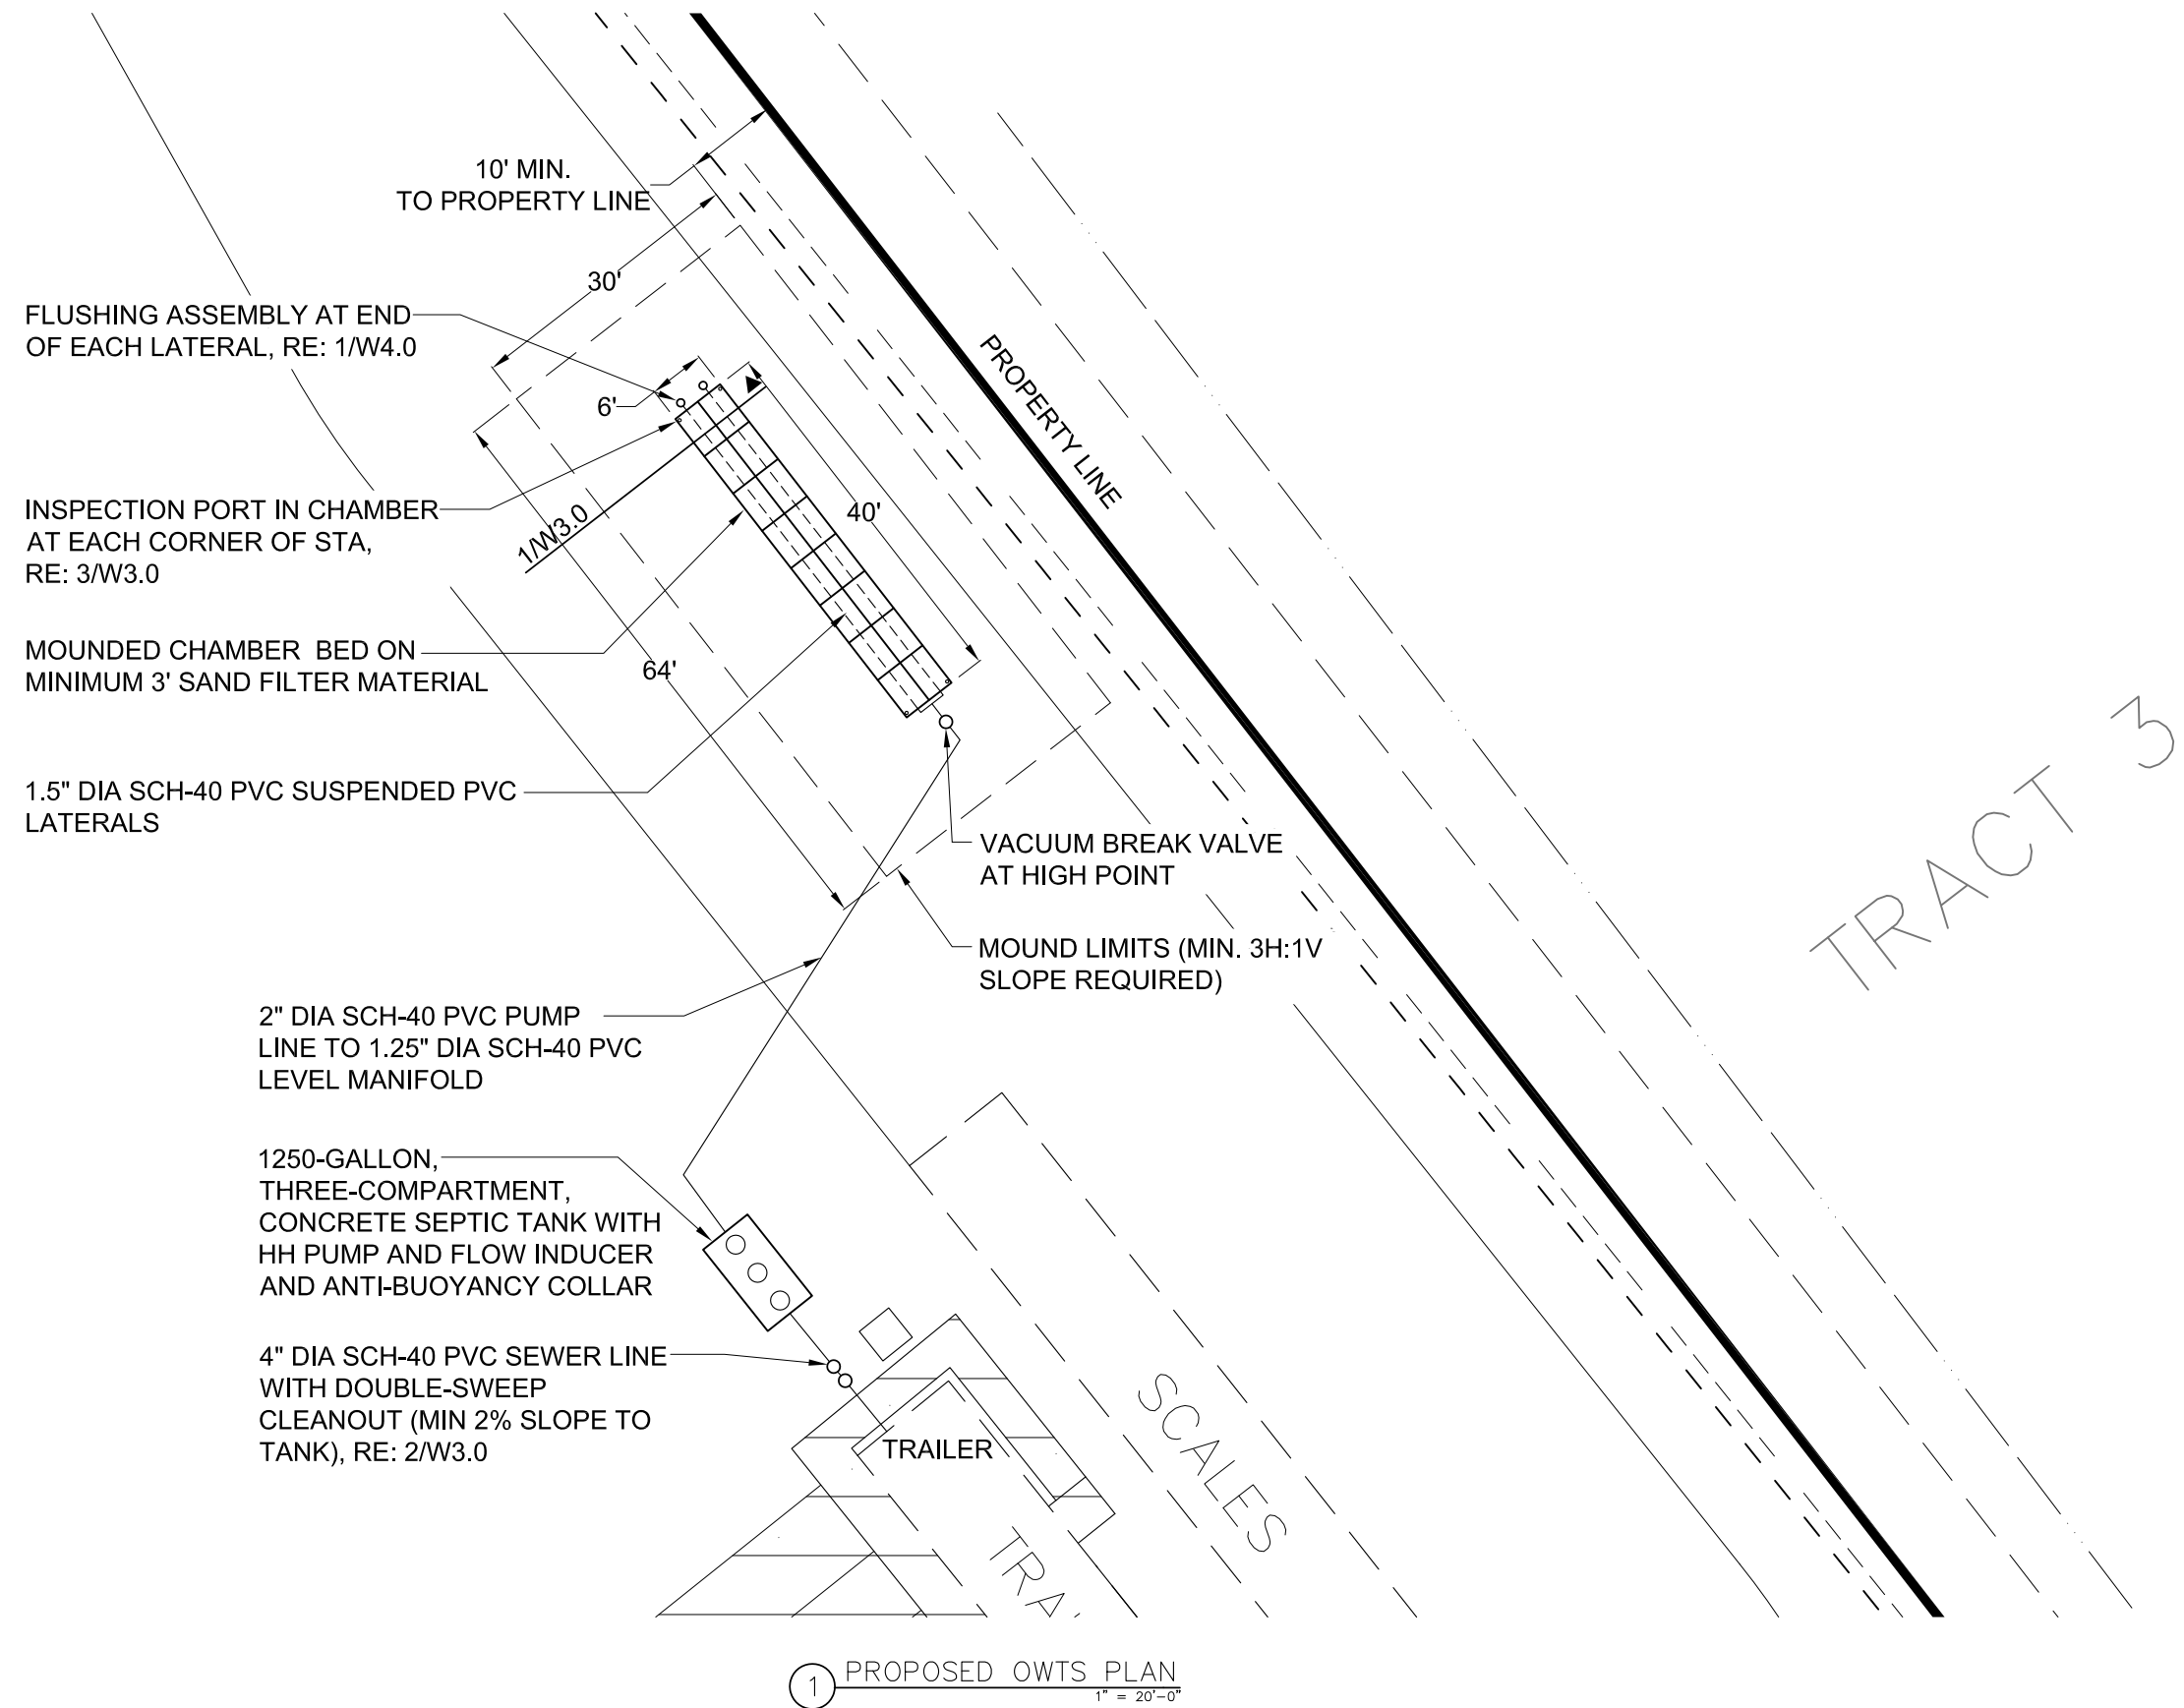 10' MIN.
TO PROPERTY LINE
30'
FLUSHING ASSEMBLY AT END
OF EACH LATERAL, RE: 1/W4.0
6'
PROPERTY LINE
INSPECTION PORT IN CHAMBER
AT EACH CORNER OF STA,
RE: 3/W3.0
1/W3.0
40'
MOUNDED CHAMBER BED ON
MINIMUM 3' SAND FILTER MATERIAL
64'
1.5" DIA SCH-40 PVC SUSPENDED PVC
LATERALS
TRACT 3
VACUUM BREAK VALVE
AT HIGH POINT
MOUND LIMITS (MIN. 3H:1V
SLOPE REQUIRED)
2" DIA SCH-40 PVC PUMP
LINE TO 1.25" DIA SCH-40 PVC
LEVEL MANIFOLD
1250-GALLON,
THREE-COMPARTMENT,
CONCRETE SEPTIC TANK WITH
HH PUMP AND FLOW INDUCER
AND ANTI-BUOYANCY COLLAR
4" DIA SCH-40 PVC SEWER LINE
WITH DOUBLE-SWEEP
CLEANOUT (MIN 2% SLOPE TO
TANK), RE: 2/W3.0
TRAILER
SCALES
TRA
1 PROPOSED OWTS PLAN
1" = 20'-0"